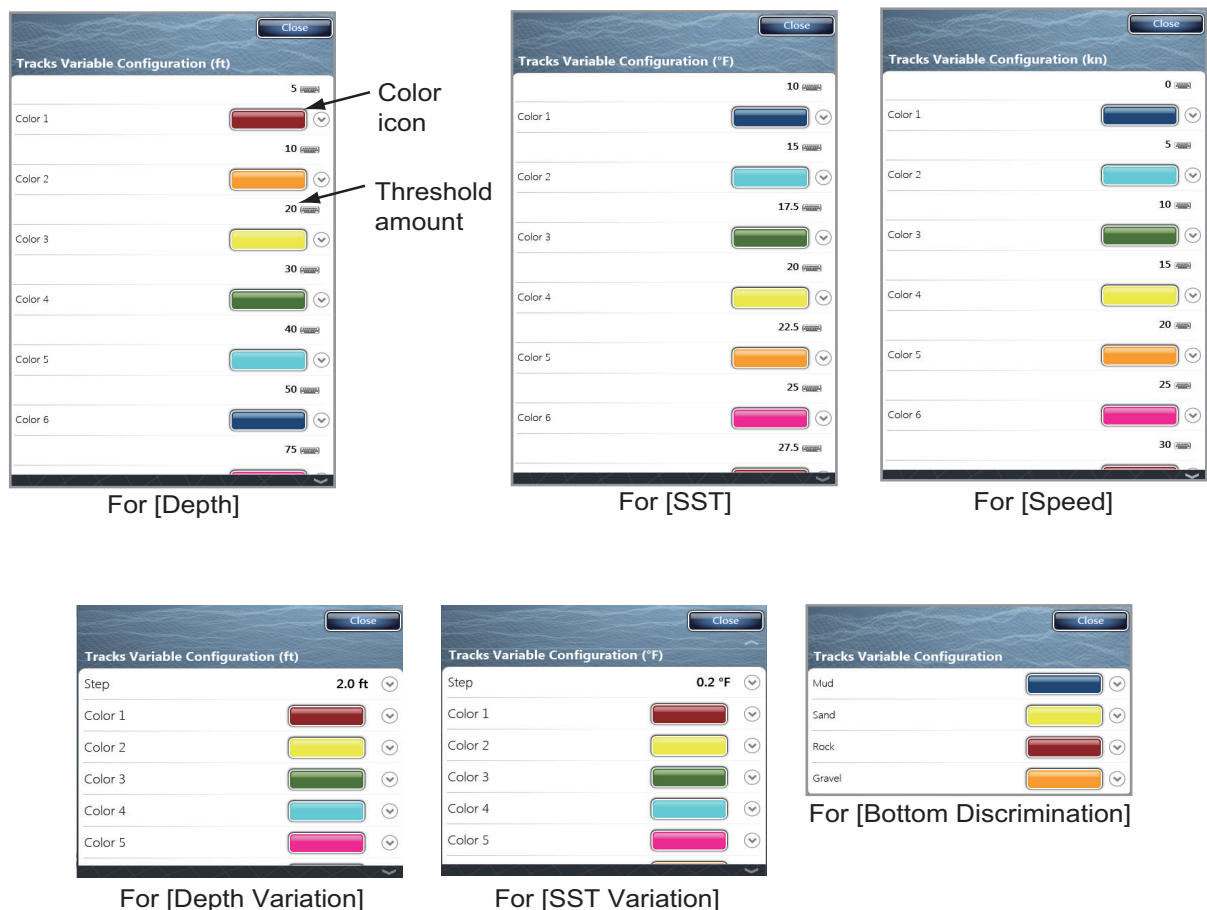 Close
Tracks Variable Configuration (ft)
5
Color 1
10
Color 2
20
Color 3
30
Color 4
40
Color 5
50
Color 6
75
Color
icon
Threshold
amount
For [Depth]
Close
Tracks Variable Configuration (°F)
10
Color 1
15
Color 2
17.5
Color 3
20
Color 4
22.5
Color 5
25
Color 6
27.5
For [SST]
Close
Tracks Variable Configuration (kn)
0
Color 1
5
Color 2
10
Color 3
15
Color 4
20
Color 5
25
Color 6
30
For [Speed]
Close
Tracks Variable Configuration (ft)
Step 2.0 ft
Color 1
Color 2
Color 3
Color 4
Color 5
For [Depth Variation]
Close
Tracks Variable Configuration (°F)
Step 0.2 °F
Color 1
Color 2
Color 3
Color 4
Color 5
For [SST Variation]
Close
Tracks Variable Configuration
Mud
Sand
Rock
Gravel
For [Bottom Discrimination]